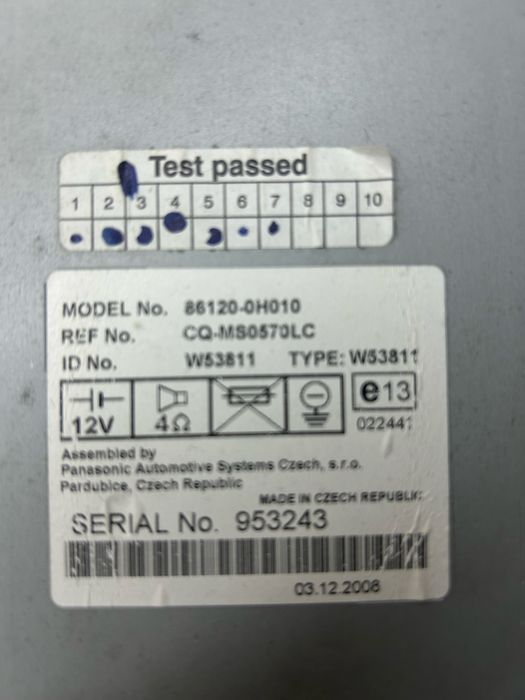 Test passed
1 2 3 4 5 6 7 8 9 10
MODEL No. 86120-0H010
REF No. CQ-MS0570LC
ID No. W53811 TYPE: W53811
12V 4Ω e13
022441
Assembled by
Panasonic Automotive Systems Czech, s.r.o.
Pardubice, Czech Republic
MADE IN CZECH REPUBLIC
SERIAL No. 953243
03.12.2008